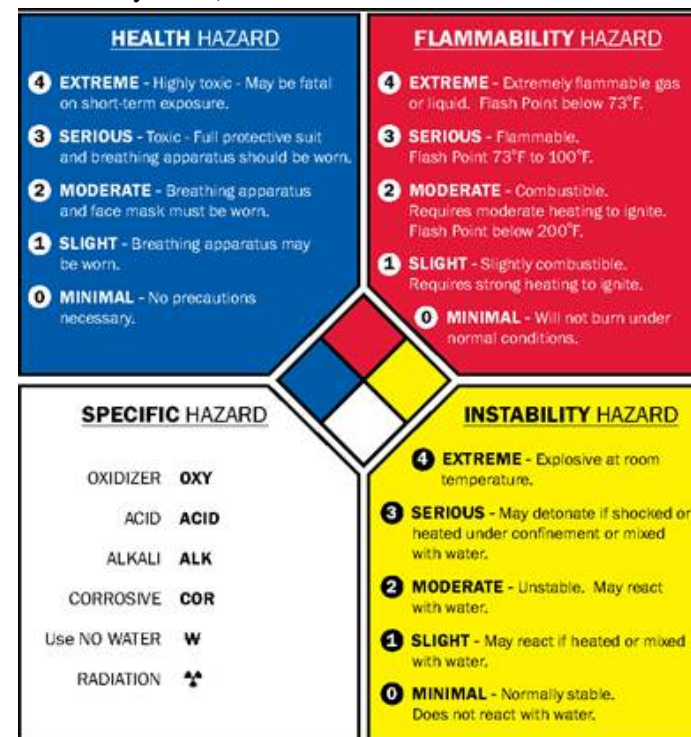 HEALTH HAZARD
4 EXTREME - Highly toxic - May be fatal
on short-term exposure.
3 SERIOUS - Toxic - Full protective suit
and breathing apparatus should be worn.
2 MODERATE - Breathing apparatus
and face mask must be worn.
1 SLIGHT - Breathing apparatus may
be worn.
0 MINIMAL - No precautions
necessary.
FLAMMABILITY HAZARD
4 EXTREME - Extremely flammable gas
or liquid. Flash Point below 73°F.
3 SERIOUS - Flammable.
Flash Point 73°F to 100°F.
2 MODERATE - Combustible.
Requires moderate heating to ignite.
Flash Point below 200°F.
1 SLIGHT - Slightly combustible.
Requires strong heating to ignite.
0 MINIMAL - Will not burn under
normal conditions.
SPECIFIC HAZARD
OXIDIZER OXY
ACID ACID
ALKALI ALK
CORROSIVE COR
Use NO WATER W
RADIATION ☢
INSTABILITY HAZARD
4 EXTREME - Explosive at room
temperature.
3 SERIOUS - May detonate if shocked or
heated under confinement or mixed
with water.
2 MODERATE - Unstable. May react
with water.
1 SLIGHT - May react if heated or mixed
with water.
0 MINIMAL - Normally stable.
Does not react with water.